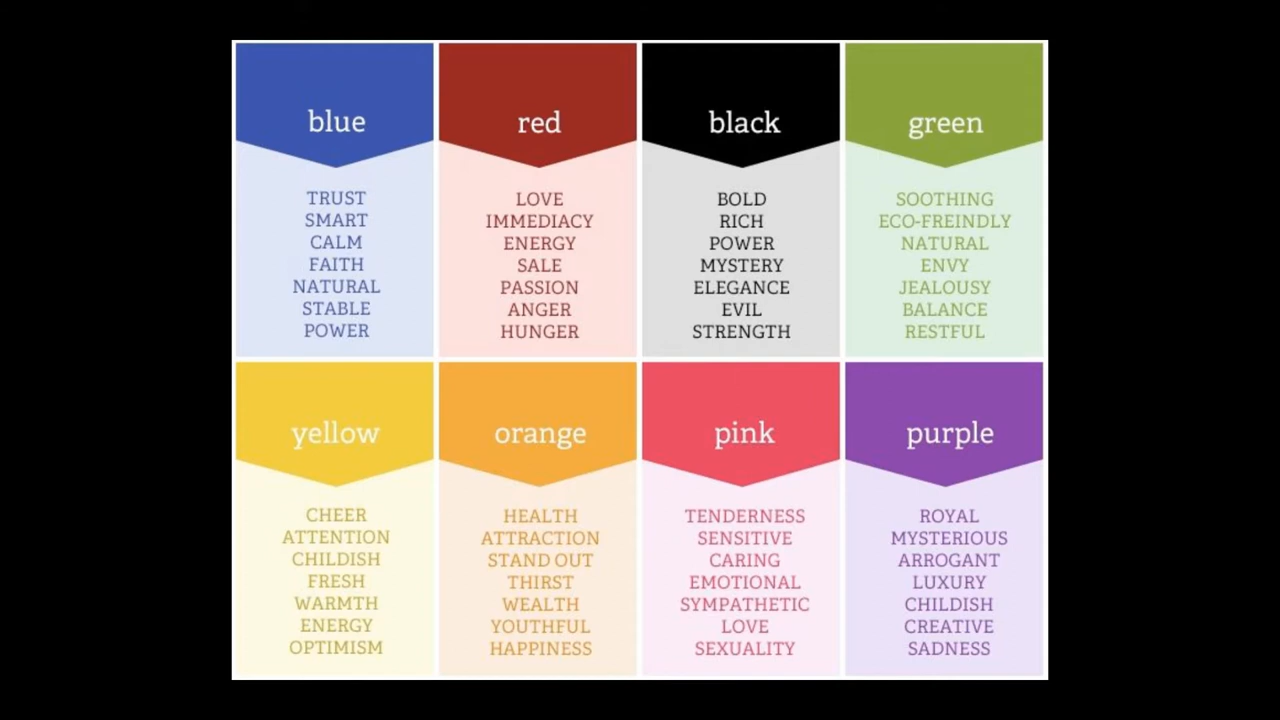 blue
TRUST
SMART
CALM
FAITH
NATURAL
STABLE
POWER
red
LOVE
IMMEDIACY
ENERGY
SALE
PASSION
ANGER
HUNGER
black
BOLD
RICH
POWER
MYSTERY
ELEGANCE
EVIL
STRENGTH
green
SOOTHING
ECO-FREINDLY
NATURAL
ENVY
JEALOUSY
BALANCE
RESTFUL
yellow
CHEER
ATTENTION
CHILDISH
FRESH
WARMTH
ENERGY
OPTIMISM
orange
HEALTH
ATTRACTION
STAND OUT
THIRST
WEALTH
YOUTHFUL
HAPPINESS
pink
TENDERNESS
SENSITIVE
CARING
EMOTIONAL
SYMPATHETIC
LOVE
SEXUALITY
purple
ROYAL
MYSTERIOUS
ARROGANT
LUXURY
CHILDISH
CREATIVE
SADNESS